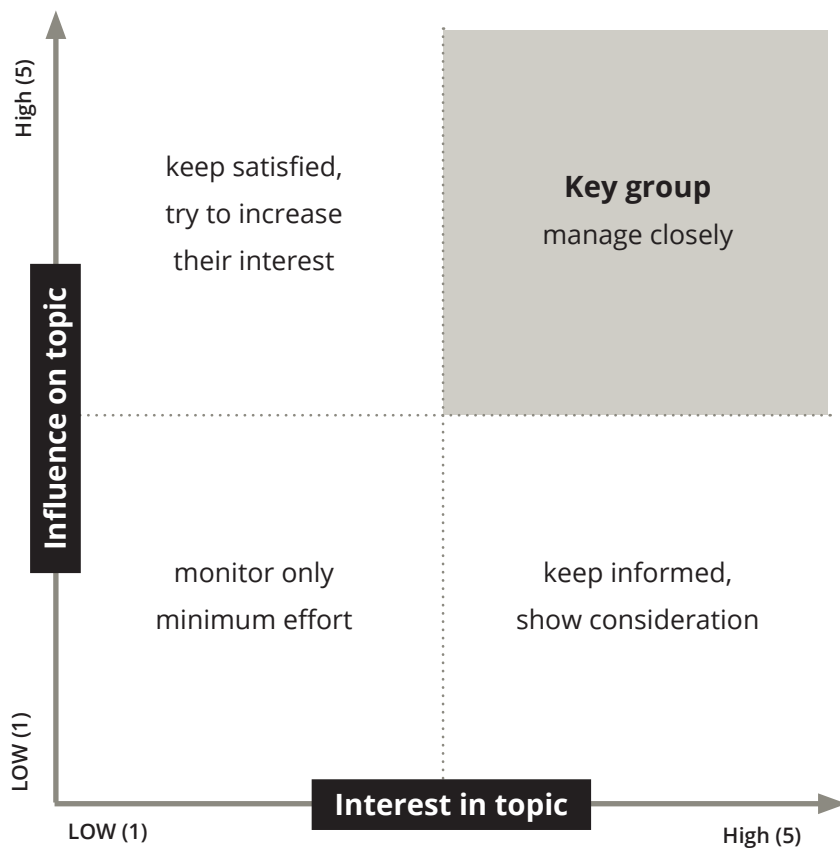 High (5)
keep satisfied,
try to increase
their interest
Key group
manage closely
Influence on topic
monitor only
minimum effort
keep informed,
show consideration
LOW (1)
Interest in topic
LOW (1)
High (5)